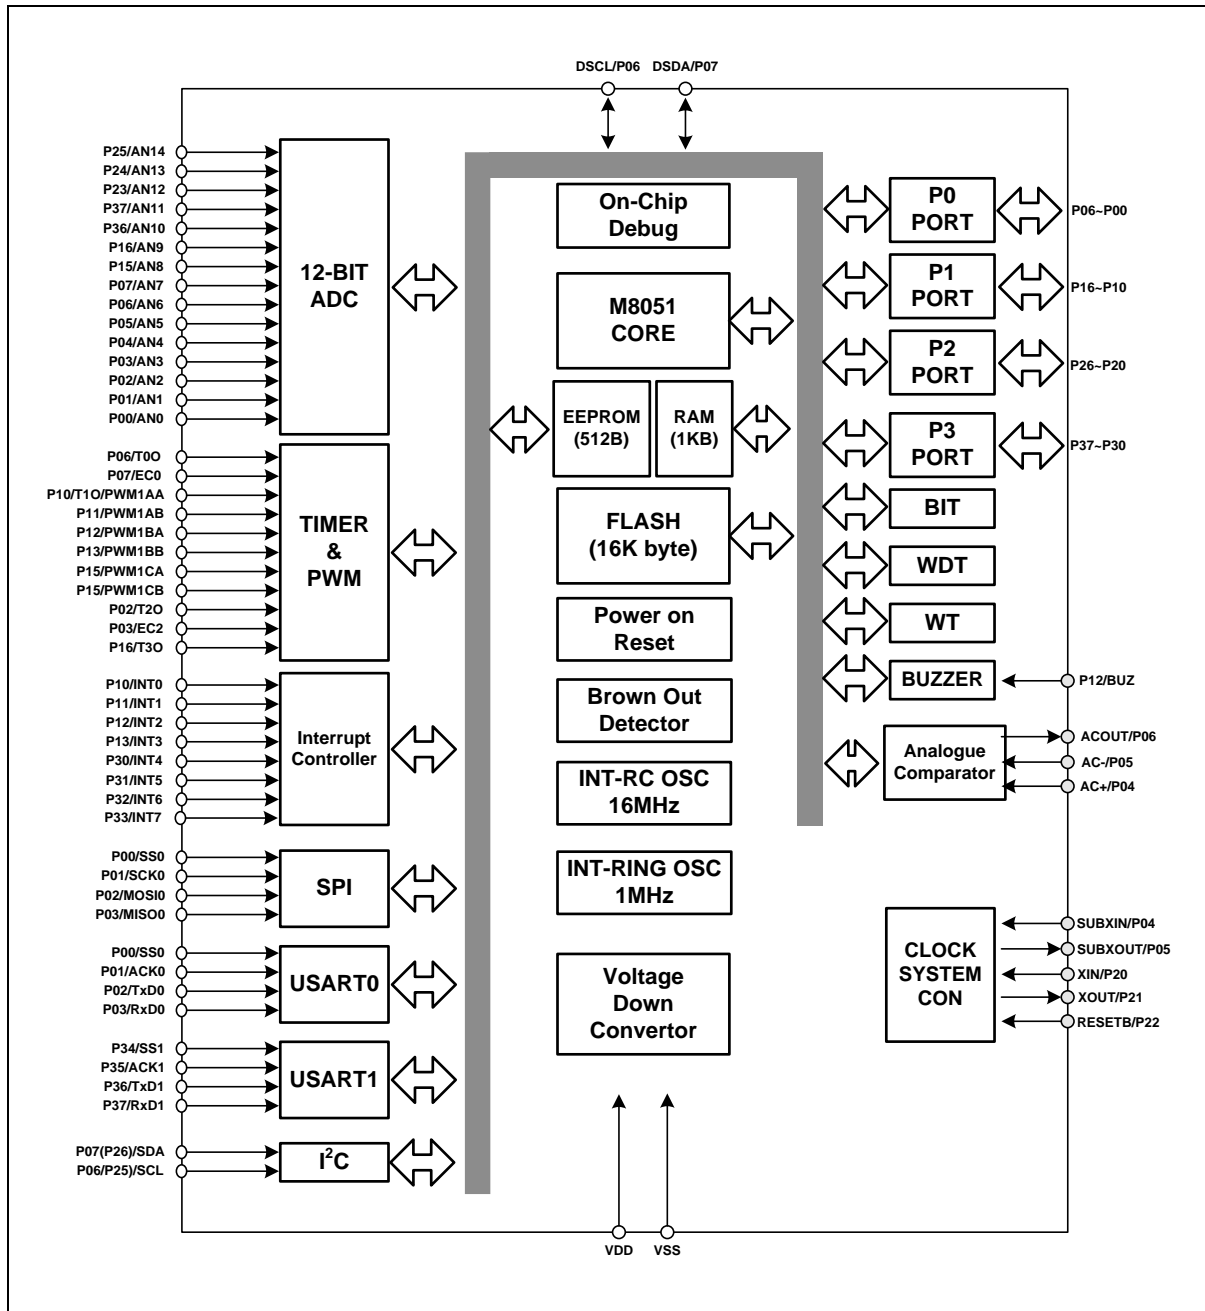 DSCL/P06 DSDA/P07
P25/AN14
P24/AN13
P23/AN12
P37/AN11
P36/AN10
P16/AN9
P15/AN8
P07/AN7
P06/AN6
P05/AN5
P04/AN4
P03/AN3
P02/AN2
P01/AN1
P00/AN0
12-BIT
ADC
P06/T0O
P07/EC0
P10/T1O/PWM1AA
P11/PWM1AB
P12/PWM1BA
P13/PWM1BB
P15/PWM1CA
P15/PWM1CB
P02/T2O
P03/EC2
P16/T3O
TIMER
&
PWM
P10/INT0
P11/INT1
P12/INT2
P13/INT3
P30/INT4
P31/INT5
P32/INT6
P33/INT7
Interrupt
Controller
P00/SS0
P01/SCK0
P02/MOSI0
P03/MISO0
SPI
P00/SS0
P01/ACK0
P02/TxD0
P03/RxD0
USART0
P34/SS1
P35/ACK1
P36/TxD1
P37/RxD1
USART1
P07(P26)/SDA
P06/P25)/SCL
I²C
On-Chip
Debug
M8051
CORE
EEPROM
(512B)
RAM
(1KB)
FLASH
(16K byte)
Power on
Reset
Brown Out
Detector
INT-RC OSC
16MHz
INT-RING OSC
1MHz
Voltage
Down
Convertor
VDD VSS
P0
PORT
P06~P00
P1
PORT
P16~P10
P2
PORT
P26~P20
P3
PORT
P37~P30
BIT
WDT
WT
BUZZER
P12/BUZ
Analogue
Comparator
ACOUT/P06
AC-/P05
AC+/P04
CLOCK
SYSTEM
CON
SUBXIN/P04
SUBXOUT/P05
XIN/P20
XOUT/P21
RESETB/P22